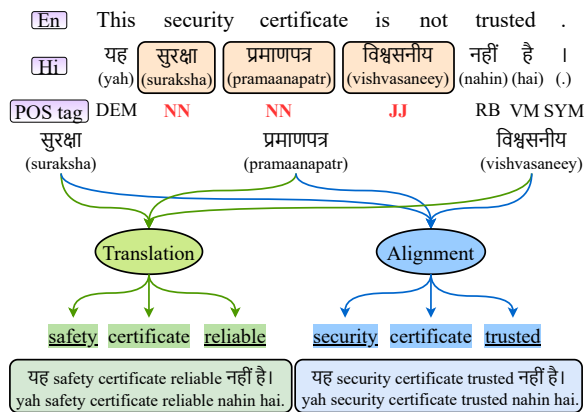 En This security certificate is not trusted .
Hi यह सुरक्षा प्रमाणपत्र विश्वसनीय नहीं है ।
(yah) (suraksha) (pramaanapatr) (vishvasaneey) (nahin) (hai) (.)
POS tag DEM NN NN JJ RB VM SYM
सुरक्षा प्रमाणपत्र विश्वसनीय
(suraksha) (pramaanapatr) (vishvasaneey)
Translation Alignment
safety certificate reliable security certificate trusted
यह safety certificate reliable नहीं है।
yah safety certificate reliable nahin hai.
यह security certificate trusted नहीं है।
yah security certificate trusted nahin hai.